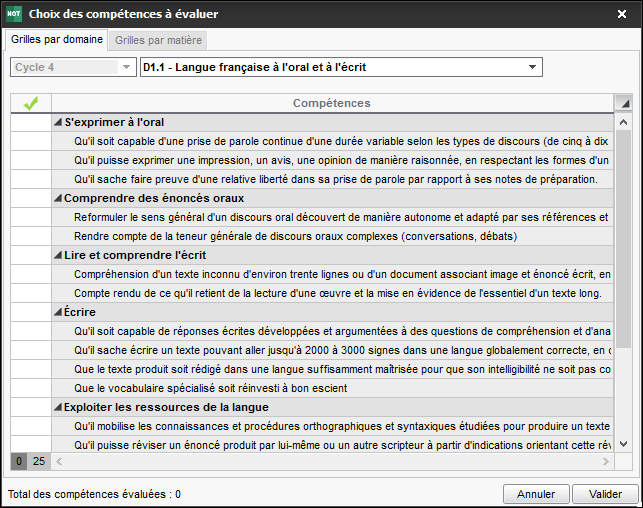 NOT Choix des compétences à évaluer
Grilles par domaine Grilles par matière
Cycle 4 D1.1 - Langue française à l'oral et à l'écrit
Compétences
S'exprimer à l'oral
Qu'il soit capable d'une prise de parole continue d'une durée variable selon les types de discours (de cinq à dix
Qu'il puisse exprimer une impression, un avis, une opinion de manière raisonnée, en respectant les formes d'un
Qu'il sache faire preuve d'une relative liberté dans sa prise de parole par rapport à ses notes de préparation.
Comprendre des énoncés oraux
Reformuler le sens général d'un discours oral découvert de manière autonome et adapté par ses références et
Rendre compte de la teneur générale de discours oraux complexes (conversations, débats)
Lire et comprendre l'écrit
Compréhension d'un texte inconnu d'environ trente lignes ou d'un document associant image et énoncé écrit, en
Compte rendu de ce qu'il retient de la lecture d'une œuvre et la mise en évidence de l'essentiel d'un texte long.
Écrire
Qu'il soit capable de réponses écrites développées et argumentées à des questions de compréhension et d'ana
Qu'il sache écrire un texte pouvant aller jusqu'à 2000 à 3000 signes dans une langue globalement correcte, en
Que le texte produit soit rédigé dans une langue suffisamment maîtrisée pour que son intelligibilité ne soit pas co
Que le vocabulaire spécialisé soit réinvesti à bon escient
Exploiter les ressources de la langue
Qu'il mobilise les connaissances et procédures orthographiques et syntaxiques étudiées pour produire un texte
Qu'il puisse réviser un énoncé produit par lui-même ou un autre scripteur à partir d'indications orientant cette rév
0 25
Total des compétences évaluées : 0 Annuler Valider